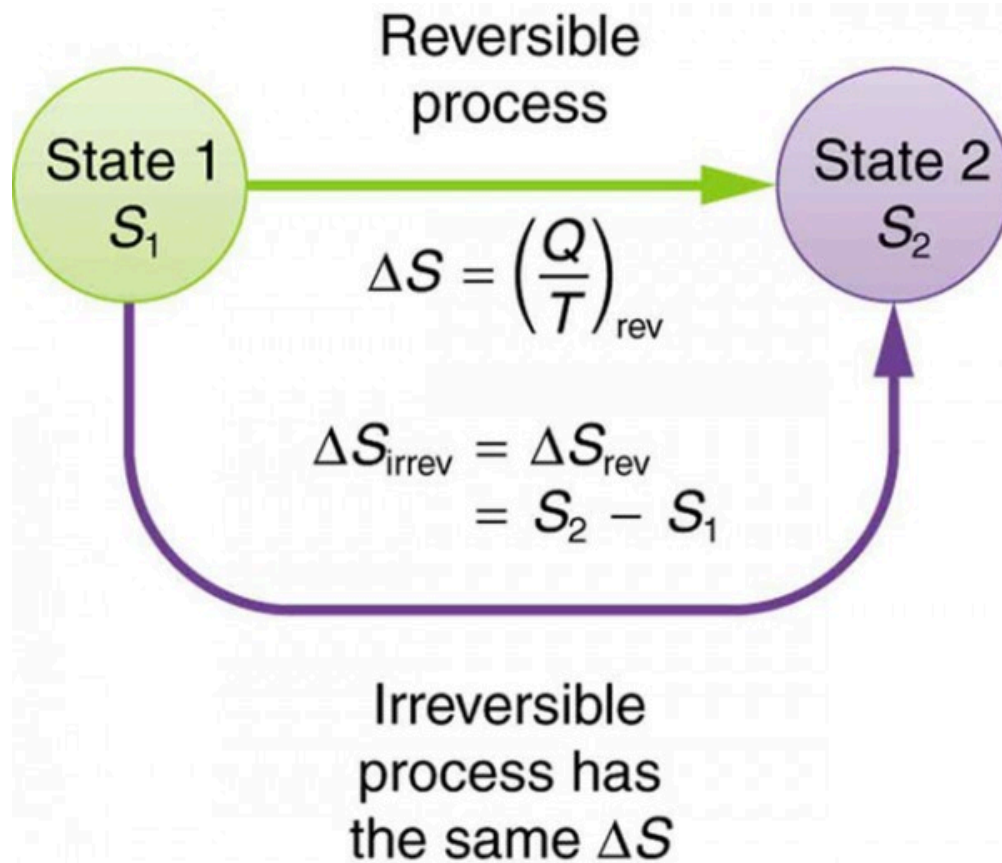 Reversible
process
State 1
S₁
State 2
S₂
ΔS = (Q/T)rev
ΔSirrev = ΔSrev
= S₂ − S₁
Irreversible
process has
the same ΔS